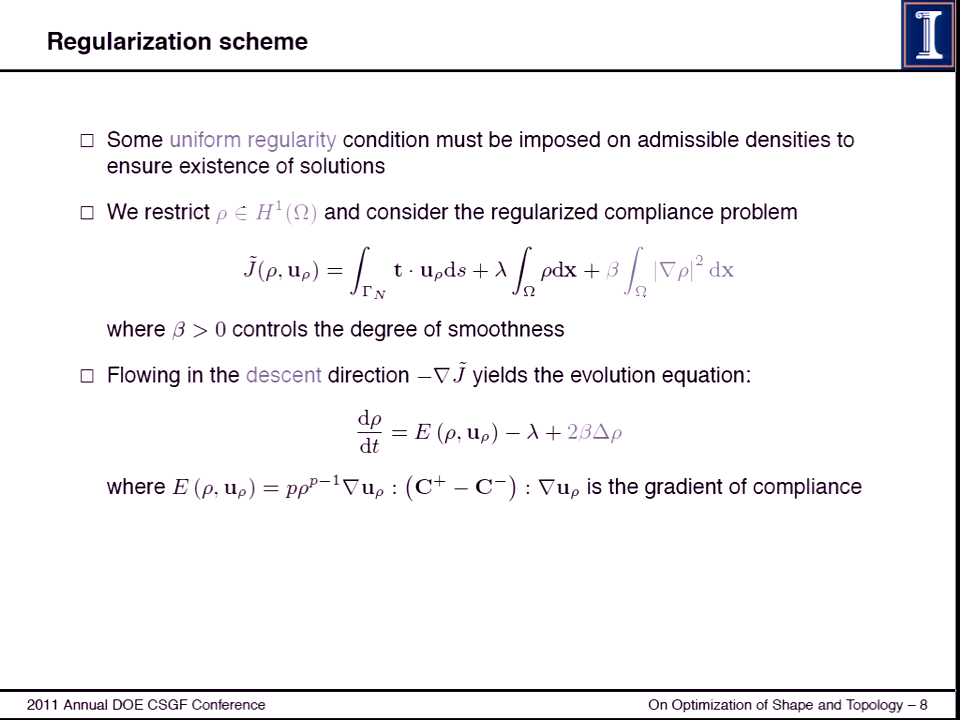 Regularization scheme
I
□ Some uniform regularity condition must be imposed on admissible densities to
ensure existence of solutions
□ We restrict ρ ∈ H¹(Ω) and consider the regularized compliance problem
J̃(ρ, u_ρ) = ∫_{Γ_N} t · u_ρ ds + λ ∫_Ω ρdx + β ∫_Ω |∇ρ|² dx
where β > 0 controls the degree of smoothness
□ Flowing in the descent direction −∇J̃ yields the evolution equation:
dρ/dt = E (ρ, u_ρ) − λ + 2βΔρ
where E (ρ, u_ρ) = pρ^{p−1}∇u_ρ : (C⁺ − C⁻) : ∇u_ρ is the gradient of compliance
2011 Annual DOE CSGF Conference
On Optimization of Shape and Topology – 8